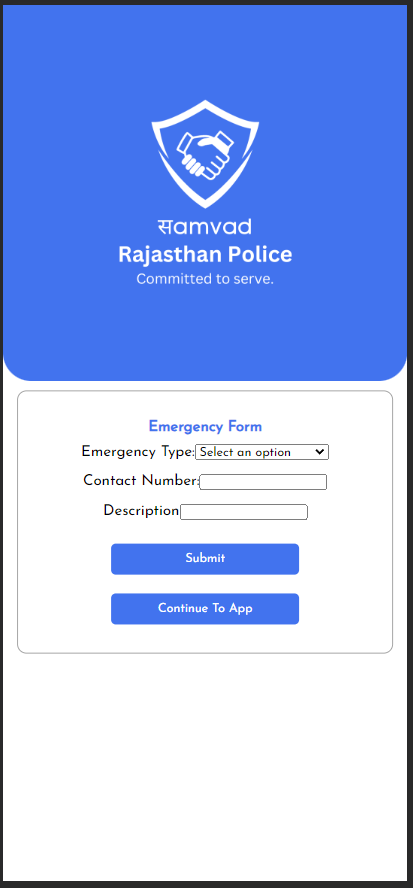 सamvad
Rajasthan Police
Committed to serve.
Emergency Form
Emergency Type: Select an option
Contact Number:
Description
Submit
Continue To App